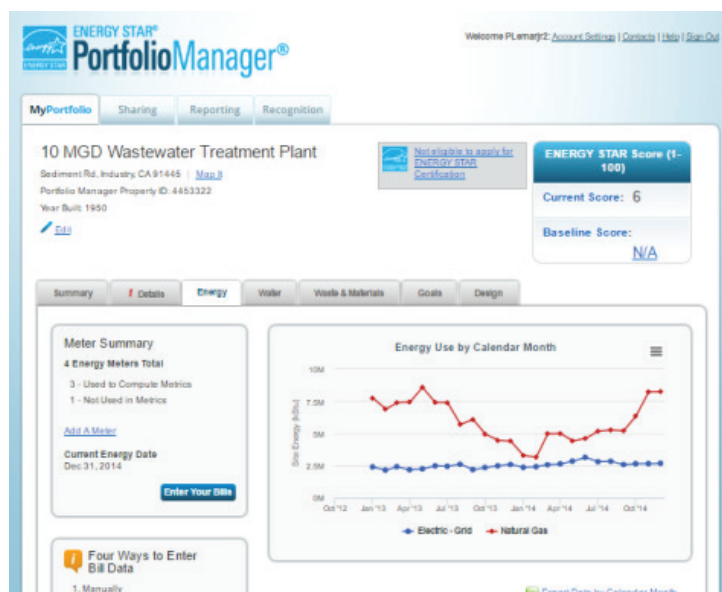 ENERGY STAR®
PortfolioManager®
Welcome PLemarjr2: Account Settings | Contacts | Help | Sign Out
MyPortfolio Sharing Reporting Recognition
10 MGD Wastewater Treatment Plant
Sediment Rd, Industry, CA 91445 | Map It
Portfolio Manager Property ID: 4453322
Year Built: 1950
Edit
Not eligible to apply for
ENERGY STAR
Certification
ENERGY STAR Score (1-
100)
Current Score: 6
Baseline Score:
N/A
Summary ! Details Energy Water Waste & Materials Goals Design
Meter Summary
4 Energy Meters Total
3 - Used to Compute Metrics
1 - Not Used in Metrics
Add A Meter
Current Energy Date
Dec 31, 2014
Enter Your Bills
Energy Use by Calendar Month
Site Energy (kBtu)
10M
7.5M
5M
2.5M
0M
Oct '12 Jan '13 Apr '13 Jul '13 Oct '13 Jan '14 Apr '14 Jul '14 Oct '14
Electric - Grid Natural Gas
Four Ways to Enter
Bill Data
1. Manually
Export Data by Calendar Month